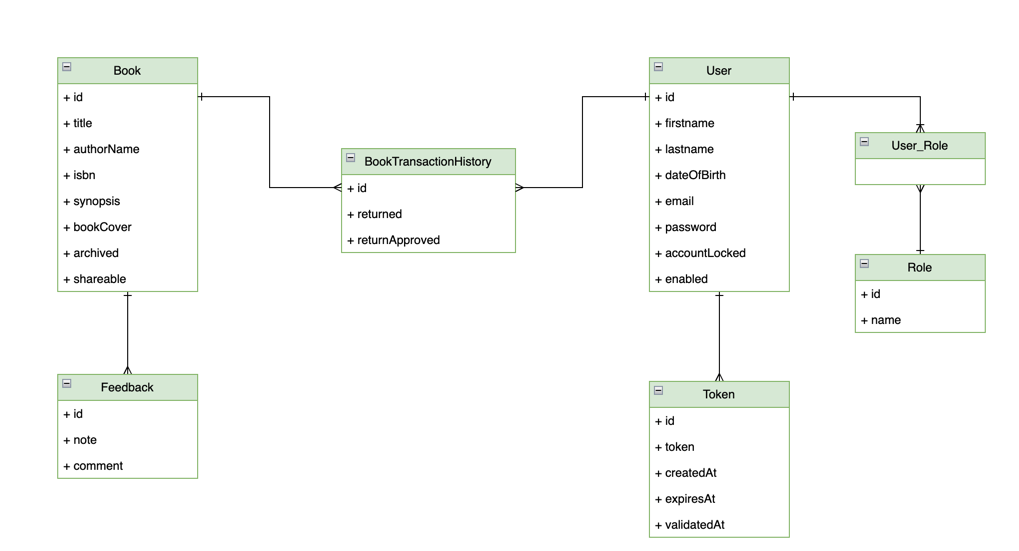 Book
+ id
+ title
+ authorName
+ isbn
+ synopsis
+ bookCover
+ archived
+ shareable
BookTransactionHistory
+ id
+ returned
+ returnApproved
User
+ id
+ firstname
+ lastname
+ dateOfBirth
+ email
+ password
+ accountLocked
+ enabled
User_Role
Role
+ id
+ name
Feedback
+ id
+ note
+ comment
Token
+ id
+ token
+ createdAt
+ expiresAt
+ validatedAt